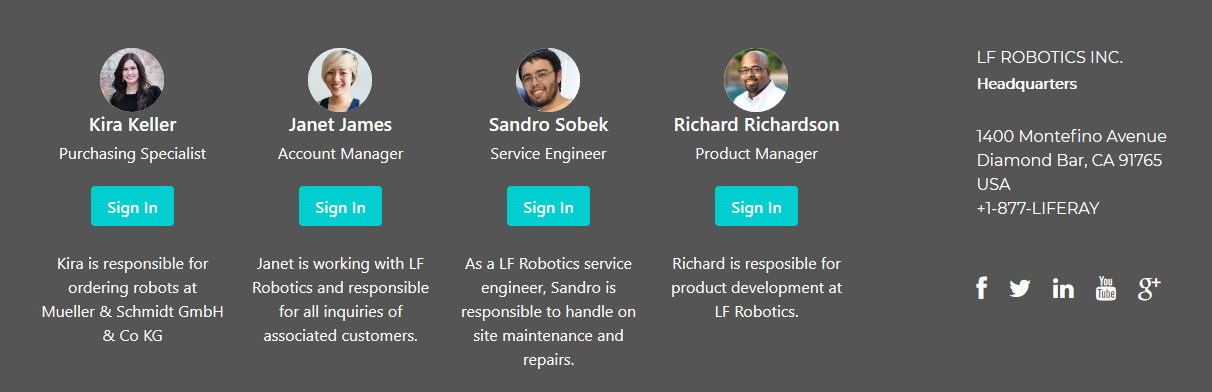 Kira Keller
Purchasing Specialist
Sign In
Kira is responsible for
ordering robots at
Mueller & Schmidt GmbH
& Co KG
Janet James
Account Manager
Sign In
Janet is working with LF
Robotics and responsible
for all inquiries of
associated customers.
Sandro Sobek
Service Engineer
Sign In
As a LF Robotics service
engineer, Sandro is
responsible to handle on
site maintenance and
repairs.
Richard Richardson
Product Manager
Sign In
Richard is resposible for
product development at
LF Robotics.
LF ROBOTICS INC.
Headquarters
1400 Montefino Avenue
Diamond Bar, CA 91765
USA
+1-877-LIFERAY
f
in
You
Tube
g+